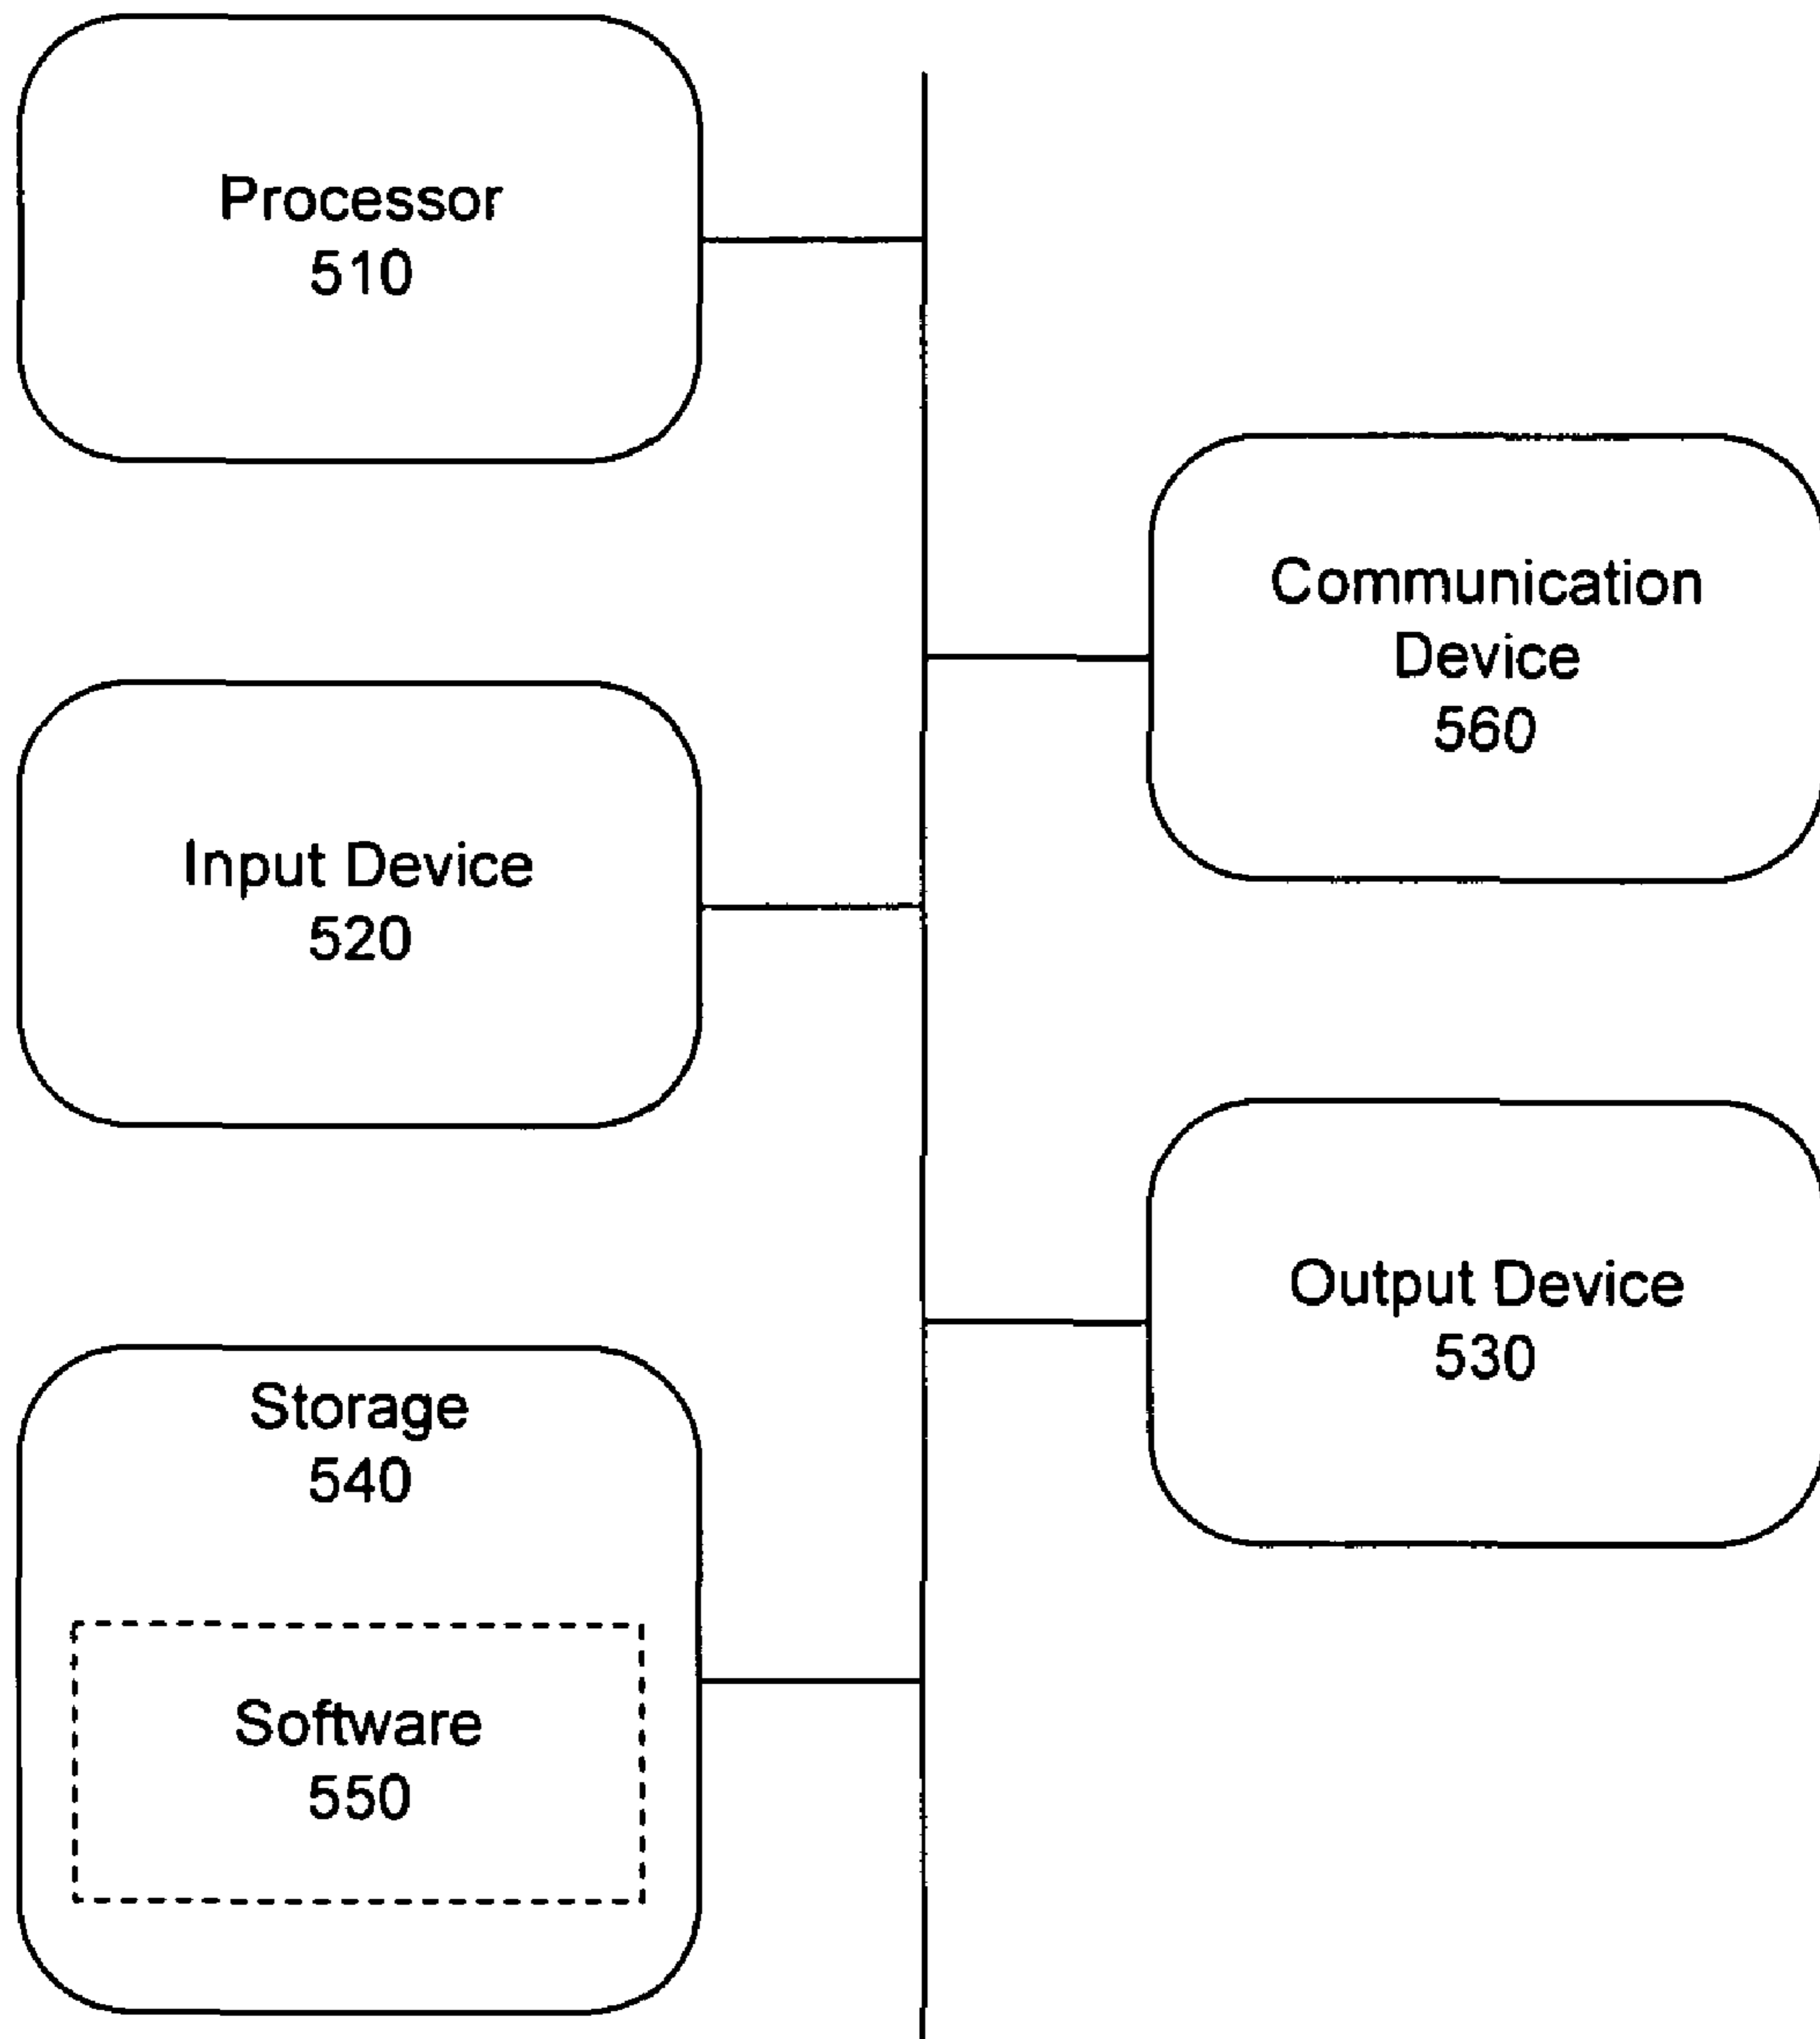 Processor
510
Communication
Device
560
Input Device
520
Output Device
530
Storage
540
Software
550